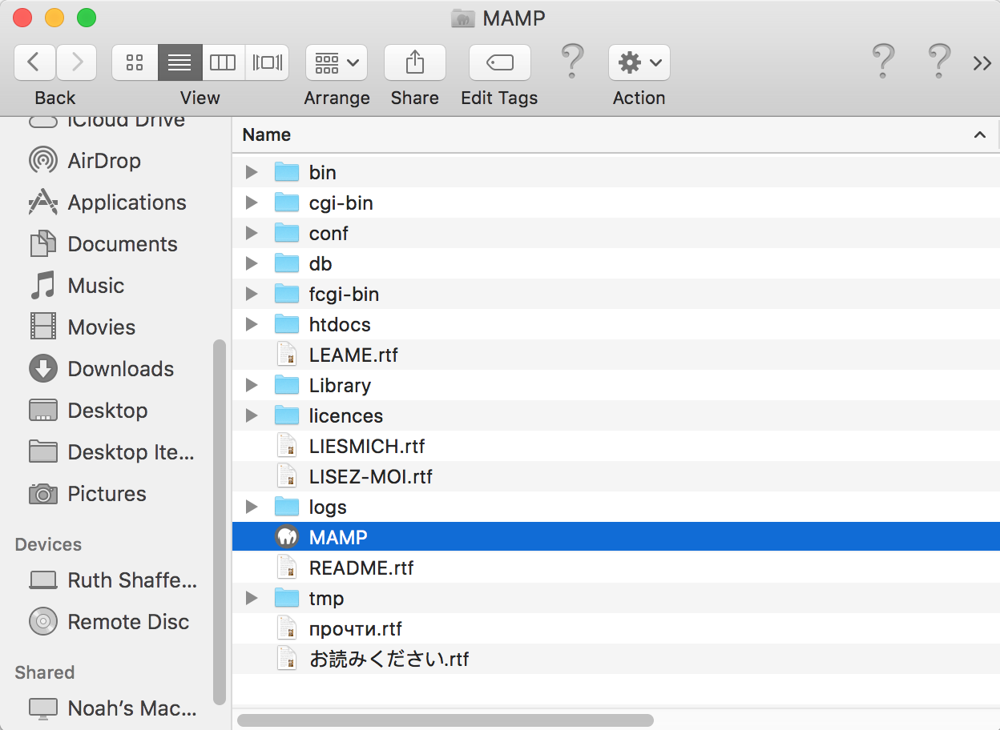 MAMP
Back
View
Arrange
Share
Edit Tags
Action
iCloud Drive
AirDrop
Applications
Documents
Music
Movies
Downloads
Desktop
Desktop Ite...
Pictures
Devices
Ruth Shaffe...
Remote Disc
Shared
Noah's Mac...
Name
bin
cgi-bin
conf
db
fcgi-bin
htdocs
LEAME.rtf
Library
licences
LIESMICH.rtf
LISEZ-MOI.rtf
logs
MAMP
README.rtf
tmp
прочти.rtf
お読みください.rtf